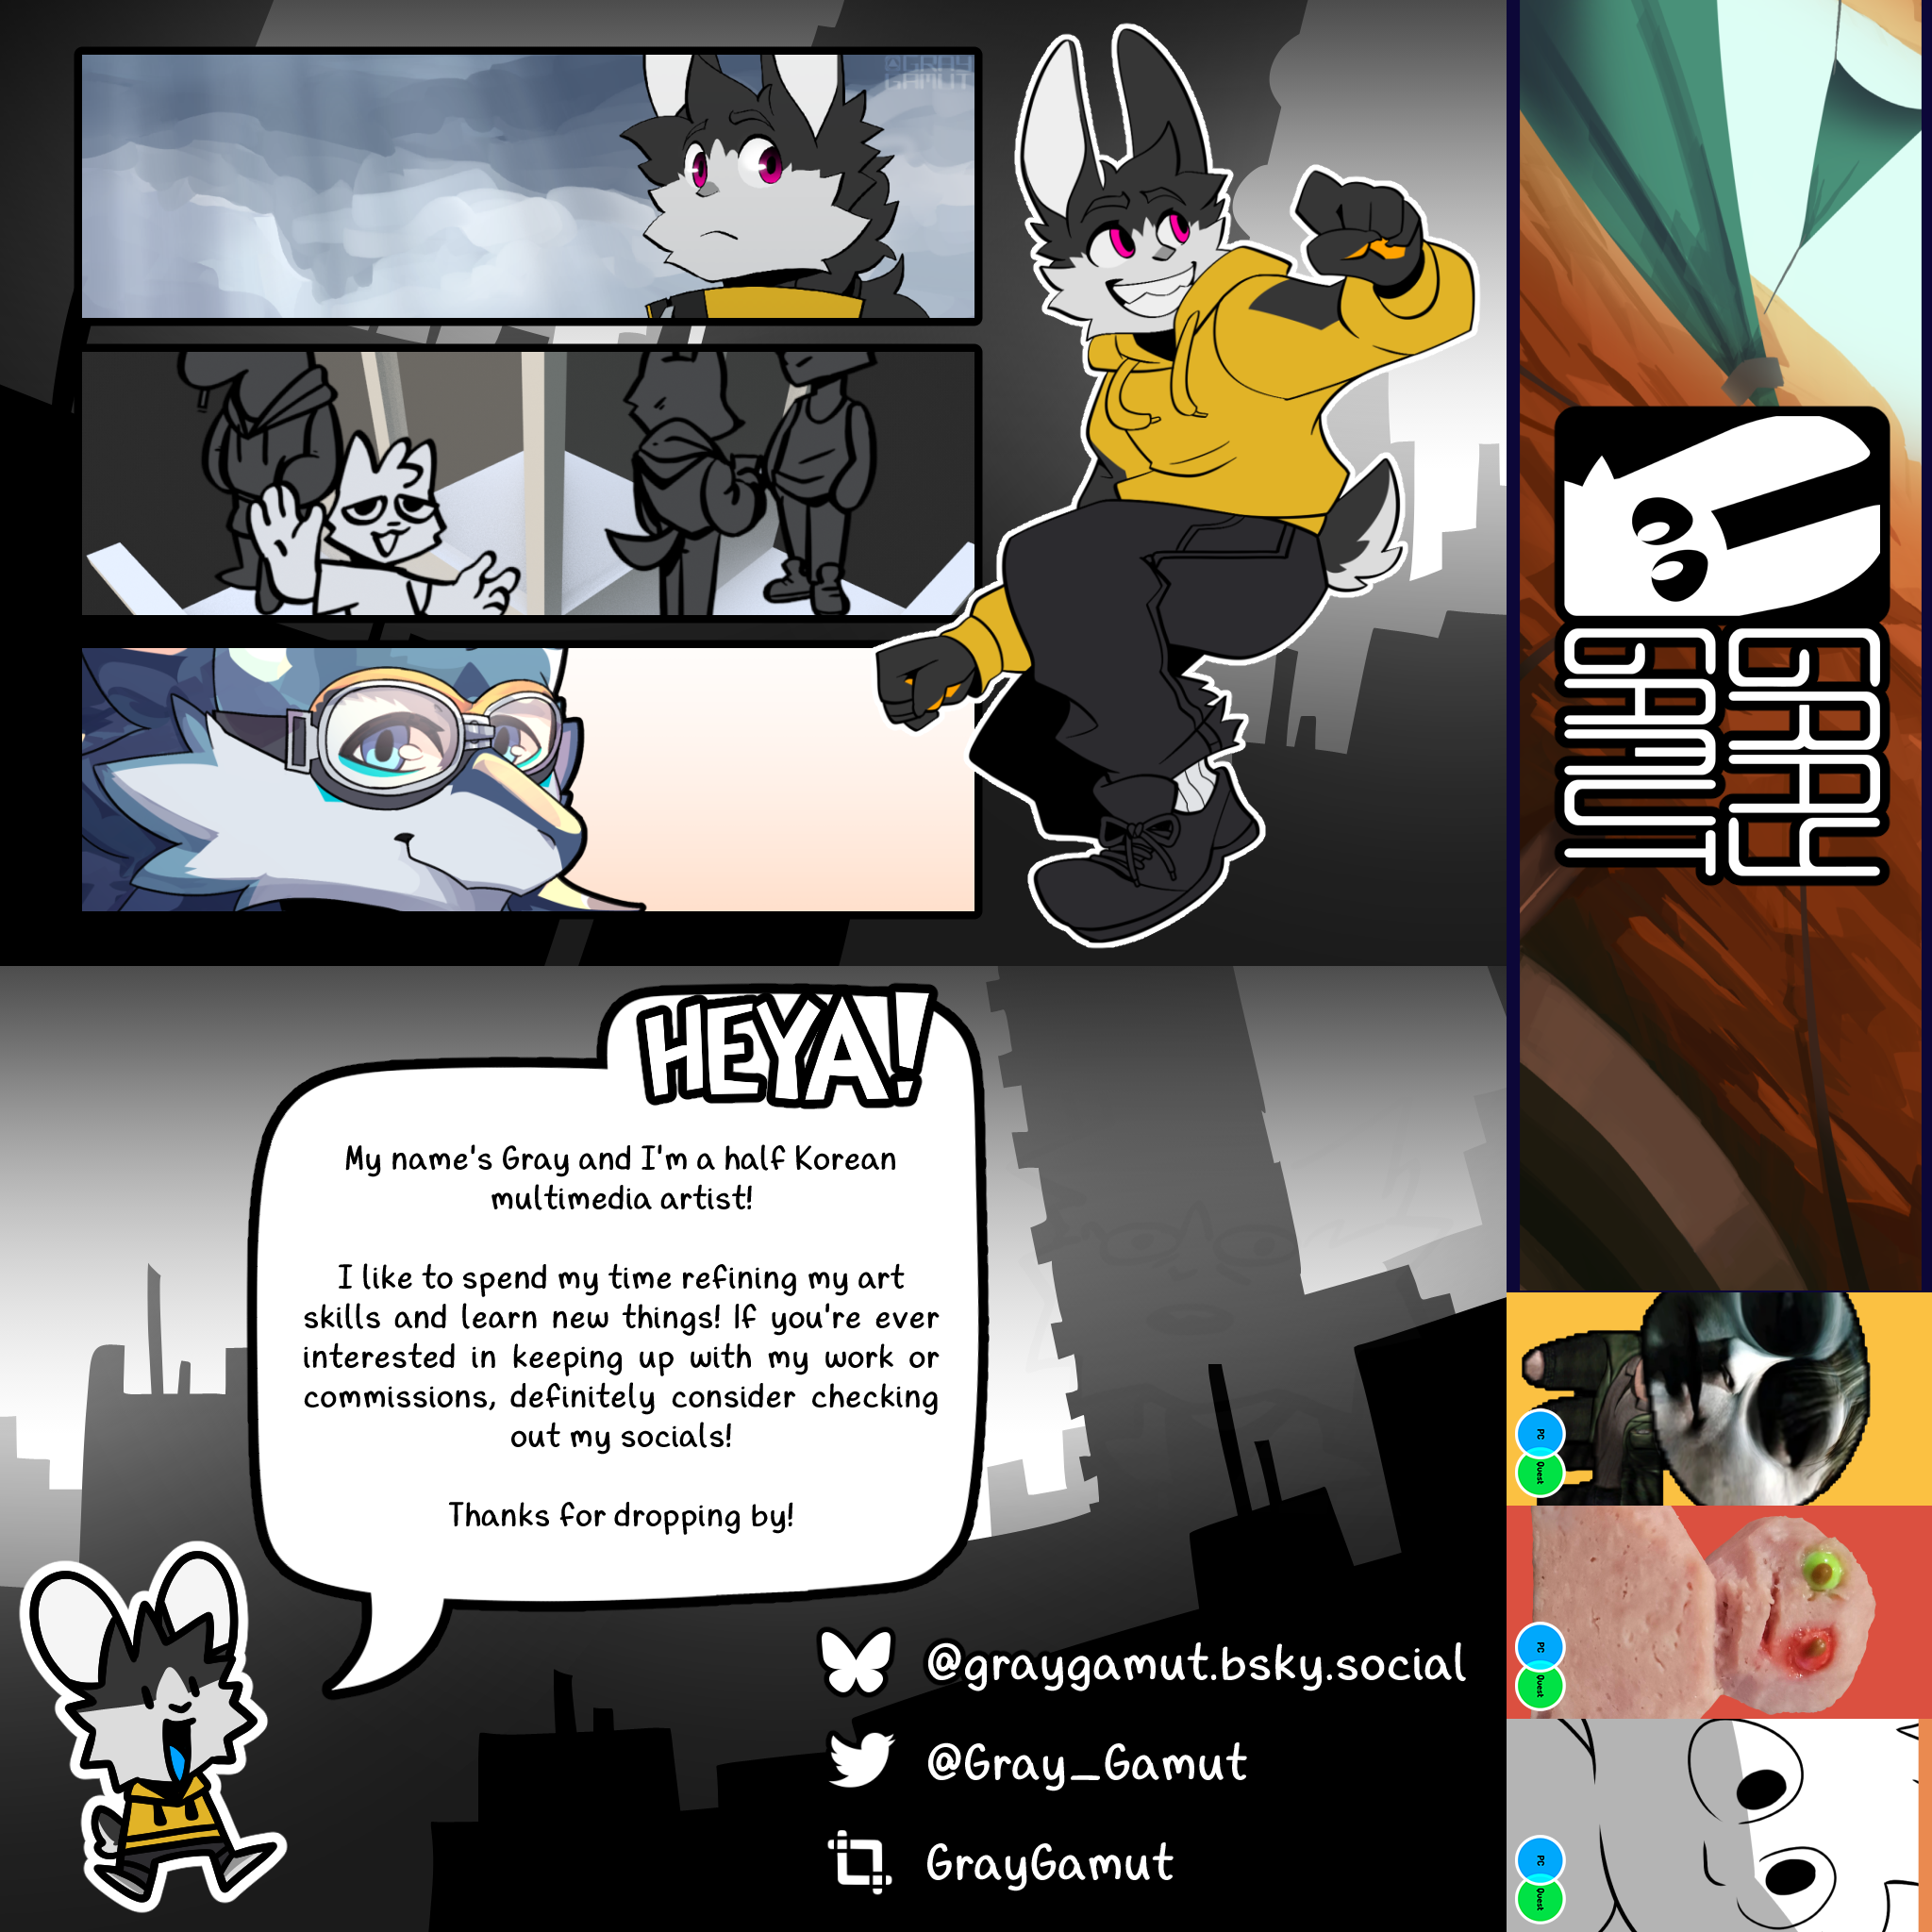 GRAY
GAMUT
HEYA!
My name's Gray and I'm a half Korean
multimedia artist!
I like to spend my time refining my art
skills and learn new things! If you're ever
interested in keeping up with my work or
commissions, definitely consider checking
out my socials!
Thanks for dropping by!
@graygamut.bsky.social
@Gray_Gamut
GrayGamut
GRAY
GAMUT
PC
Quest
PC
Quest
PC
Quest